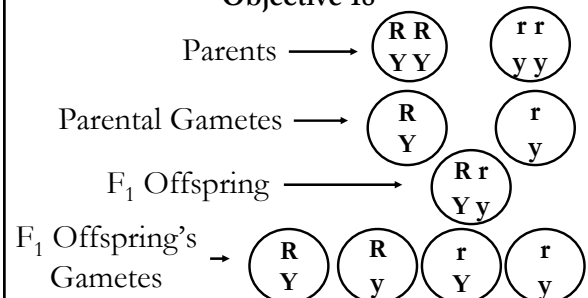 Objective 18
R R r r
Parents
Y Y y y
R r
Parental Gametes
Y y
R r
F₁ Offspring
Y y
F₁ Offspring's
R R r r
Gametes
Y y Y y